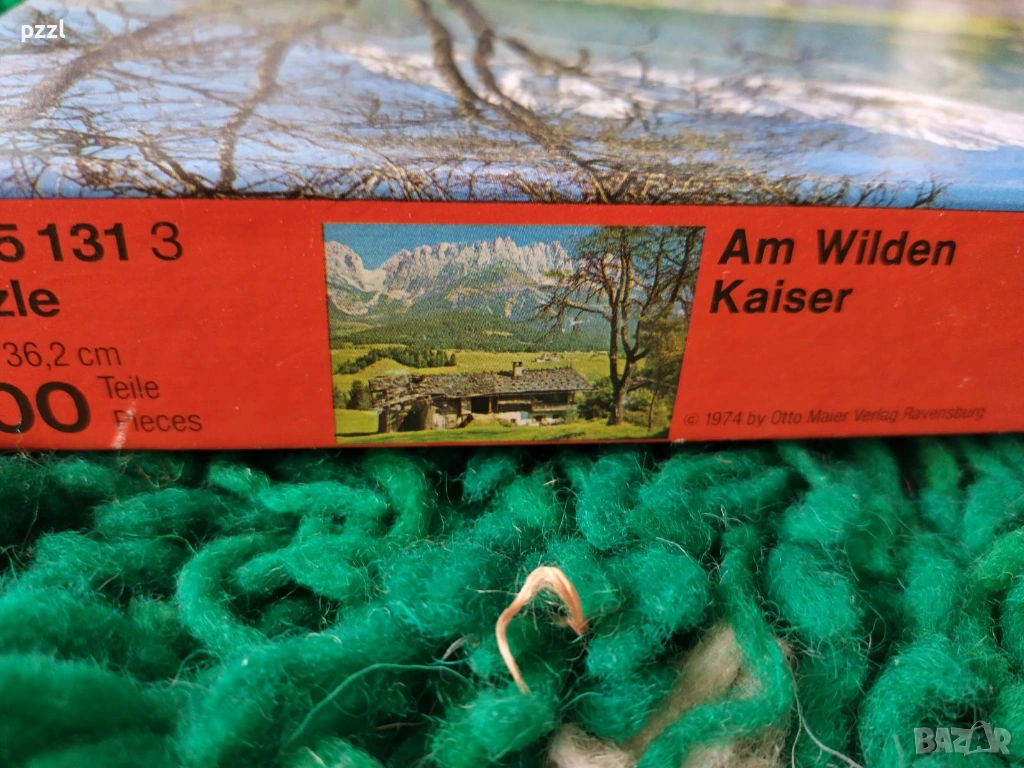 pzzl
5 131 3
zle
36,2 cm
00
Teile
Pieces
Am Wilden
Kaiser
© 1974 by Otto Maier Verlag Ravensburg
BAZAR